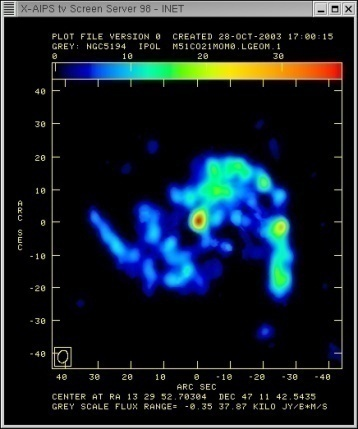 X-AIPS tv Screen Server 98 - INET
PLOT FILE VERSION 0 CREATED 28-OCT-2003 17:00:15
GREY: NGC5194 IPOL M51CO21MOM0.LGEOM.1
0 10 20 30
40
30
20
10
0
-10
-20
-30
-40
ARC SEC
40 30 20 10 0 -10 -20 -30 -40
ARC SEC
CENTER AT RA 13 29 52.70304 DEC 47 11 42.5435
GREY SCALE FLUX RANGE= -0.35 37.87 KILO JY/E*M/S